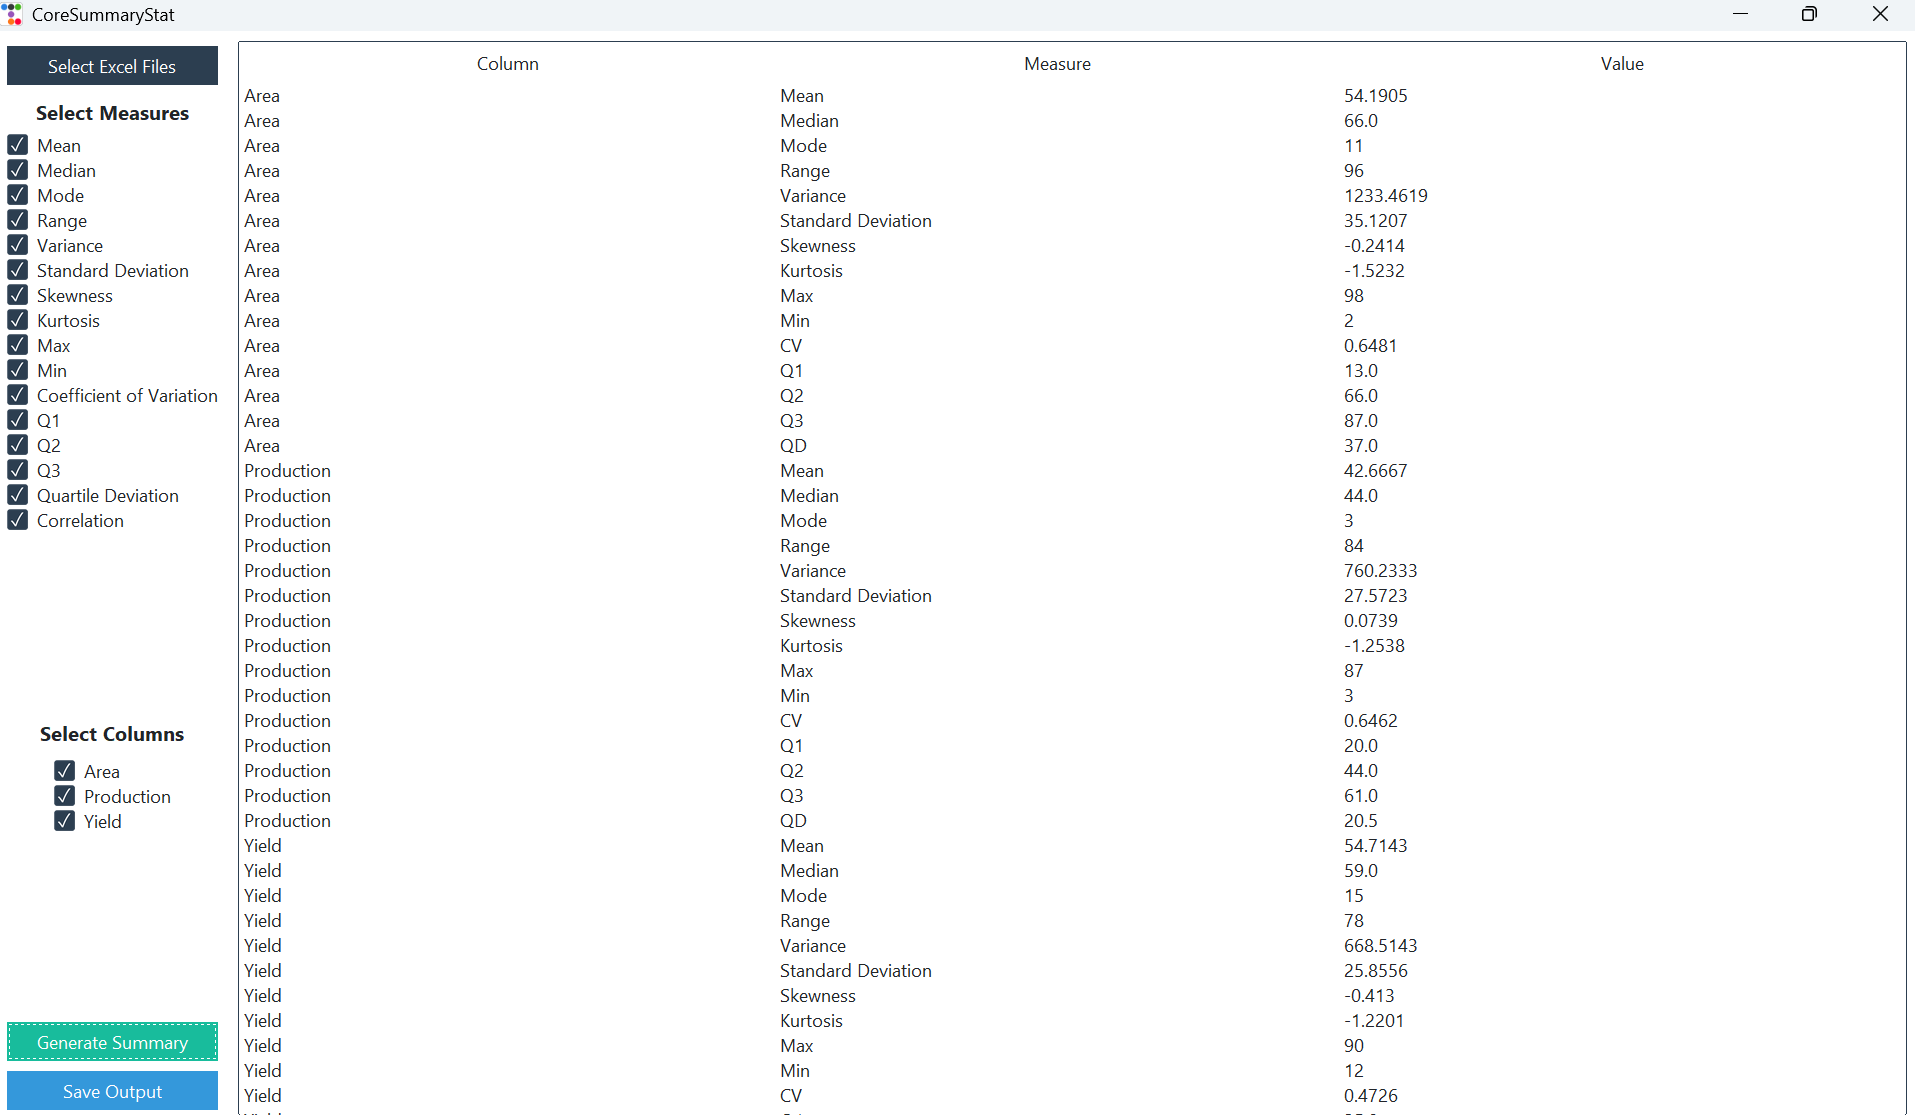 CoreSummaryStat
Select Excel Files
Select Measures
Mean
Median
Mode
Range
Variance
Standard Deviation
Skewness
Kurtosis
Max
Min
Coefficient of Variation
Q1
Q2
Q3
Quartile Deviation
Correlation
Select Columns
Area
Production
Yield
Generate Summary
Save Output
Column Measure Value
Area Mean 54.1905
Area Median 66.0
Area Mode 11
Area Range 96
Area Variance 1233.4619
Area Standard Deviation 35.1207
Area Skewness -0.2414
Area Kurtosis -1.5232
Area Max 98
Area Min 2
Area CV 0.6481
Area Q1 13.0
Area Q2 66.0
Area Q3 87.0
Area QD 37.0
Production Mean 42.6667
Production Median 44.0
Production Mode 3
Production Range 84
Production Variance 760.2333
Production Standard Deviation 27.5723
Production Skewness 0.0739
Production Kurtosis -1.2538
Production Max 87
Production Min 3
Production CV 0.6462
Production Q1 20.0
Production Q2 44.0
Production Q3 61.0
Production QD 20.5
Yield Mean 54.7143
Yield Median 59.0
Yield Mode 15
Yield Range 78
Yield Variance 668.5143
Yield Standard Deviation 25.8556
Yield Skewness -0.413
Yield Kurtosis -1.2201
Yield Max 90
Yield Min 12
Yield CV 0.4726